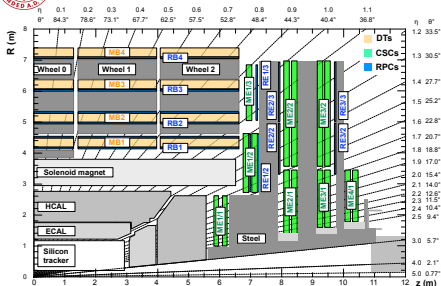 η 0.1 0.2 0.3 0.4 0.5 0.6 0.7 0.8 0.9 1.0 1.1
θ° 84.3° 78.6° 73.1° 67.7° 62.5° 57.5° 52.8° 48.4° 44.3° 40.4° 36.8°
η θ°
R (m)
8
7
6
5
4
3
2
1
0
1.2 33.5°
1.3 30.5°
1.4 27.7°
1.5 25.2°
1.6 22.8°
1.7 20.7°
1.8 18.8°
1.9 17.0°
2.0 15.4°
2.1 14.0°
2.2 12.6°
2.3 11.5°
2.4 10.4°
2.5 9.4°
3.0 5.7°
4.0 2.1°
5.0 0.77°
DTs
CSCs
RPCs
MB4
RB4
Wheel 0
Wheel 1
Wheel 2
MB3
RB3
MB2
RB2
MB1
RB1
ME1/3
RE1/3
RE2/3
ME2/2
ME3/2
RE3/3
RE2/2
RE3/2
ME1/2
RE1/2
ME2/1
ME3/1
ME4/1
ME1/1
Solenoid magnet
HCAL
ECAL
Steel
Silicon
tracker
0 1 2 3 4 5 6 7 8 9 10 11 12
z (m)